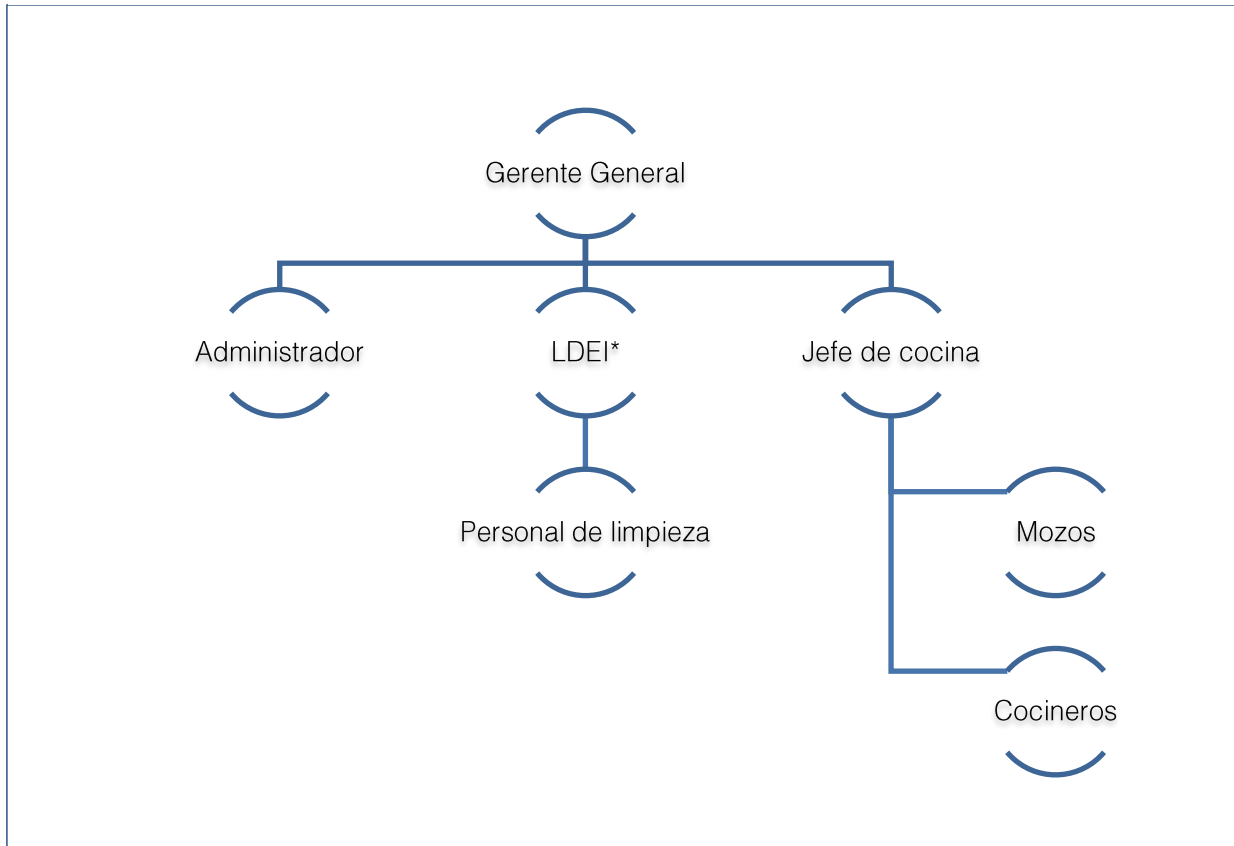 Gerente General
Administrador
LDEI*
Jefe de cocina
Personal de limpieza
Mozos
Cocineros